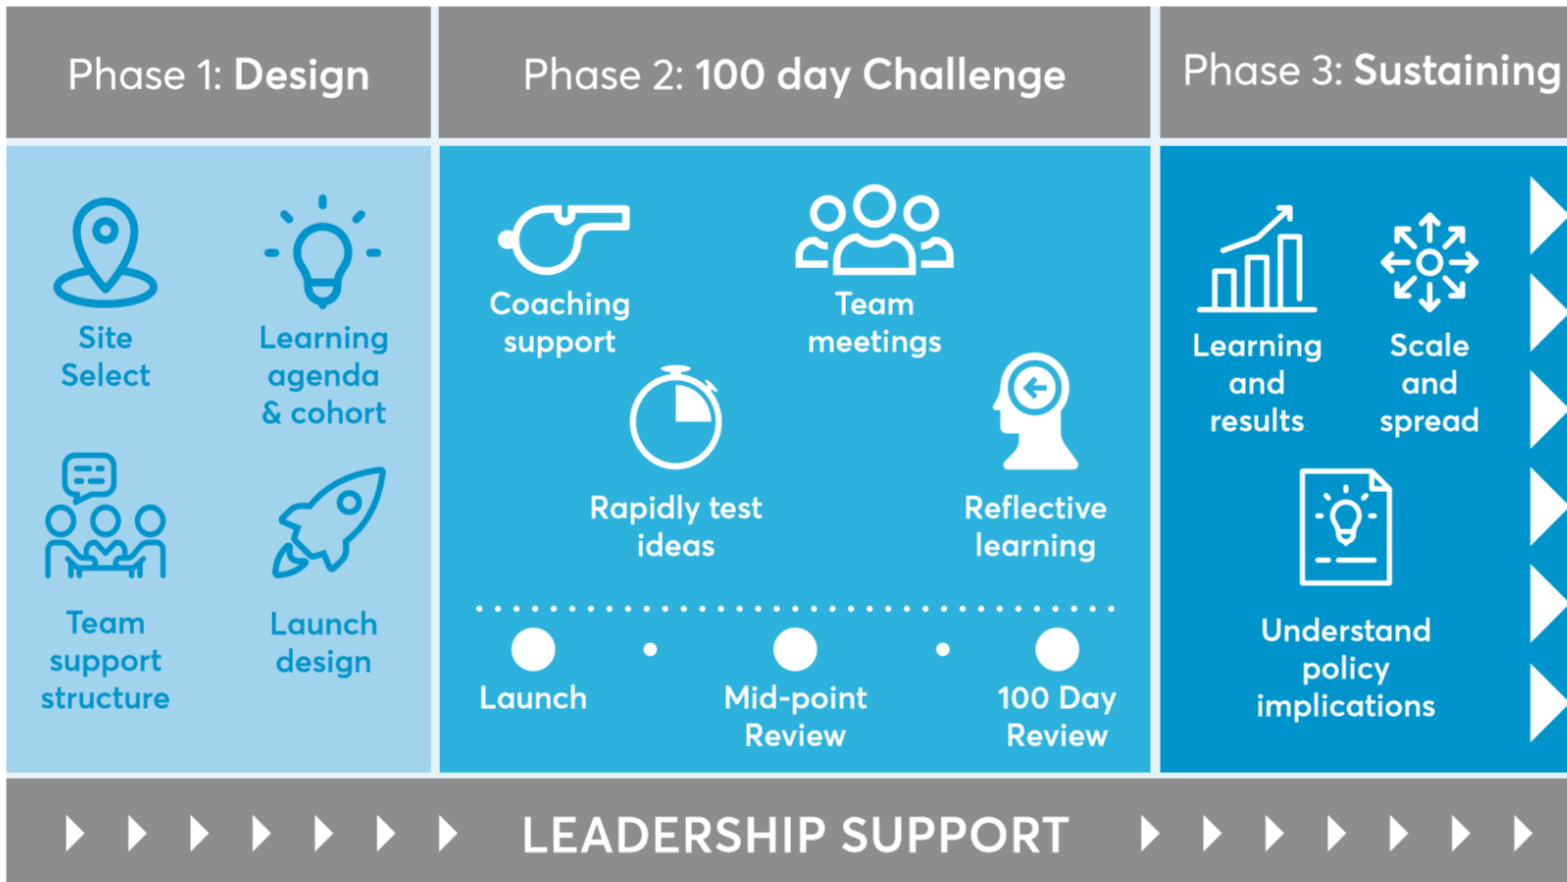 Phase 1: Design
Phase 2: 100 day Challenge
Phase 3: Sustaining
Site
Select
Learning
agenda
& cohort
Team
support
structure
Launch
design
Coaching
support
Team
meetings
Rapidly test
ideas
Reflective
learning
Launch
Mid-point
Review
100 Day
Review
Learning
and
results
Scale
and
spread
Understand
policy
implications
LEADERSHIP SUPPORT